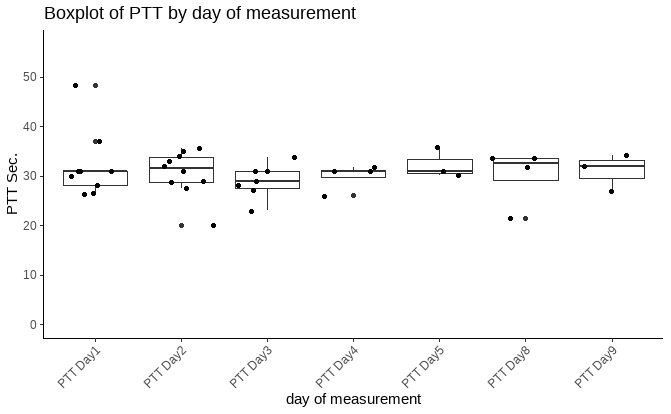 Boxplot of PTT by day of measurement
PTT Sec.
50
40
30
20
10
0
PTT Day1
PTT Day2
PTT Day3
PTT Day4
PTT Day5
PTT Day8
PTT Day9
day of measurement